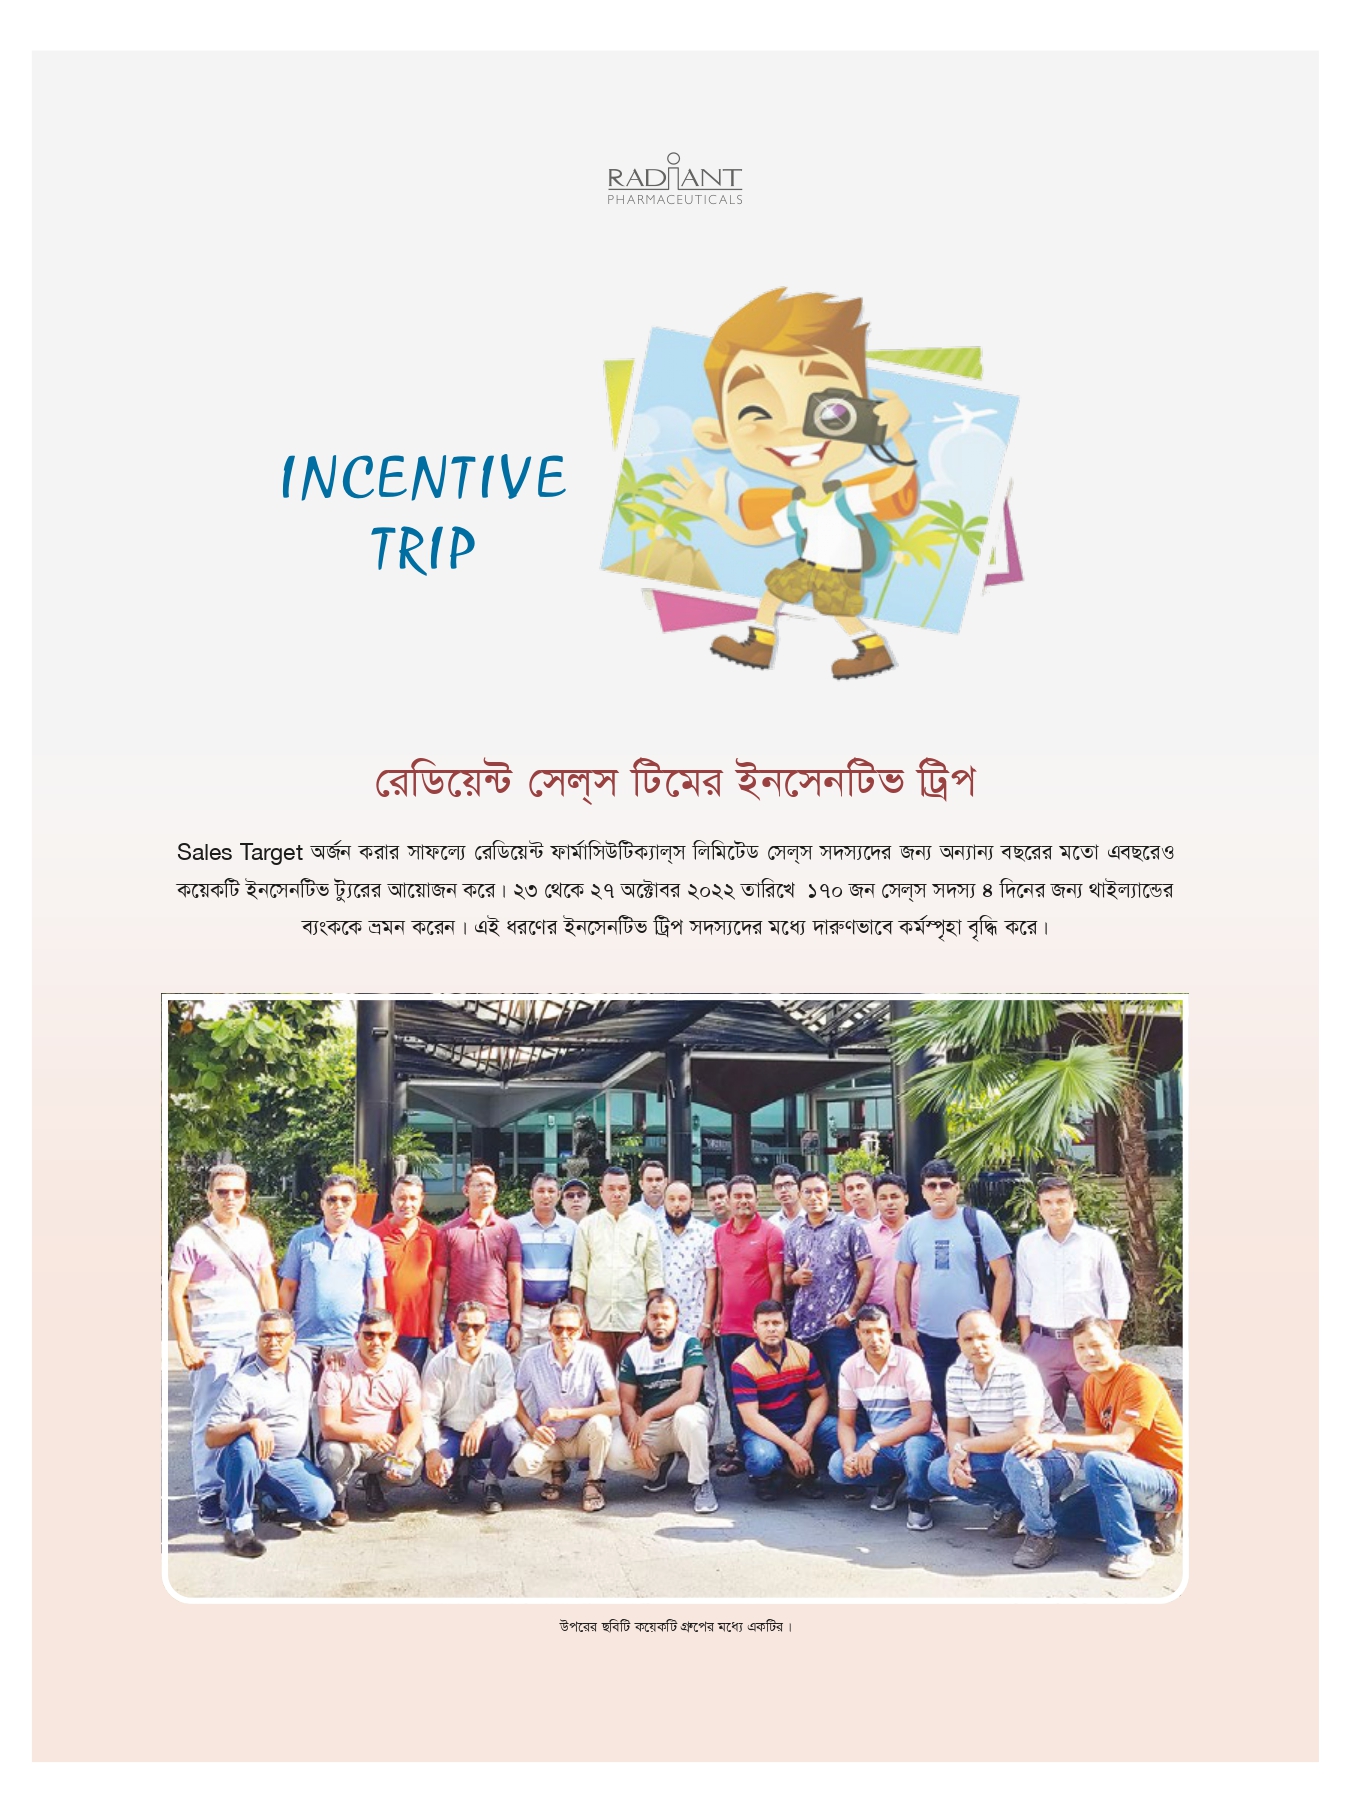 RADIANT
PHARMACEUTICALS
INCENTIVE
TRIP
রেডিয়েন্ট সেল্‌স টিমের ইনসেনটিভ ট্রিপ
Sales Target অর্জন করার সাফল্যে রেডিয়েন্ট ফার্মাসিউটিক্যাল্‌স লিমিটেড সেল্‌স সদস্যদের জন্য অন্যান্য বছরের মতো এবছরেও
কয়েকটি ইনসেনটিভ ট্যুরের আয়োজন করে। ২৩ থেকে ২৭ অক্টোবর ২০২২ তারিখে ১৭০ জন সেল্‌স সদস্য ৪ দিনের জন্য থাইল্যান্ডের
ব্যংককে ভ্রমন করেন। এই ধরণের ইনসেনটিভ ট্রিপ সদস্যদের মধ্যে দারুণভাবে কর্মস্পৃহা বৃদ্ধি করে।
উপরের ছবিটি কয়েকটি গ্রুপের মধ্যে একটির।